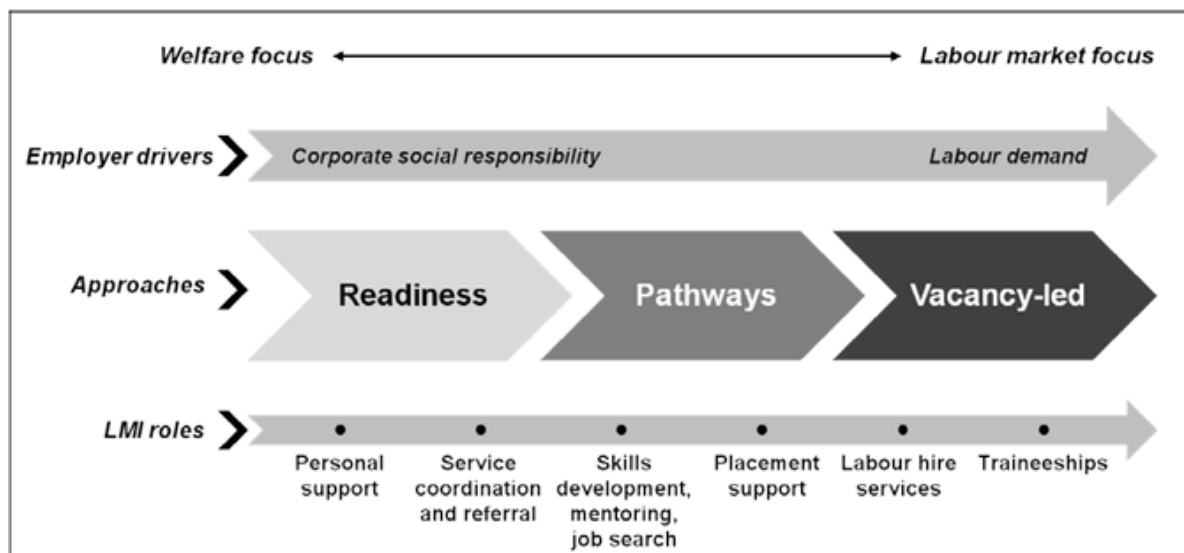 Welfare focus
Labour market focus
Employer drivers
Corporate social responsibility
Labour demand
Approaches
Readiness
Pathways
Vacancy-led
LMI roles
Personal
support
Service
coordination
and referral
Skills
development,
mentoring,
job search
Placement
support
Labour hire
services
Traineeships